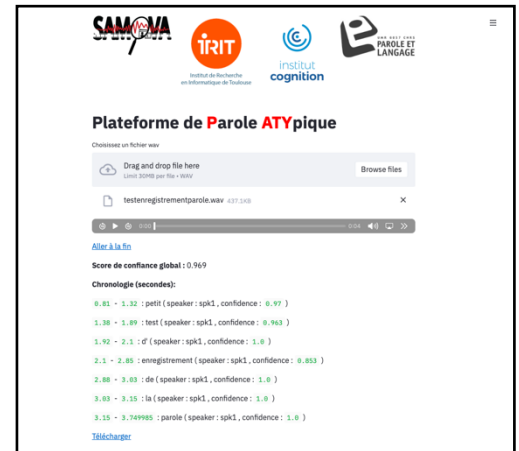 SAMOVA
IRIT
Institut de Recherche
en Informatique de Toulouse
institut
cognition
PAROLE ET
LANGAGE
Plateforme de Parole ATYpique
Choisissez un fichier wav
Drag and drop file here
Limit 30MB per file • WAV
Browse files
testenregistrementparole.wav 437.1KB
0:00 0:04
Aller à la fin
Score de confiance global : 0.969
Chronologie (secondes):
0.81 - 1.32 : petit ( speaker : spk1 , confidence : 0.97 )
1.38 - 1.89 : test ( speaker : spk1 , confidence : 0.963 )
1.92 - 2.1 : d' ( speaker : spk1 , confidence : 1.0 )
2.1 - 2.85 : enregistrement ( speaker : spk1 , confidence : 0.853 )
2.88 - 3.03 : de ( speaker : spk1 , confidence : 1.0 )
3.03 - 3.15 : la ( speaker : spk1 , confidence : 1.0 )
3.15 - 3.749985 : parole ( speaker : spk1 , confidence : 1.0 )
Télécharger